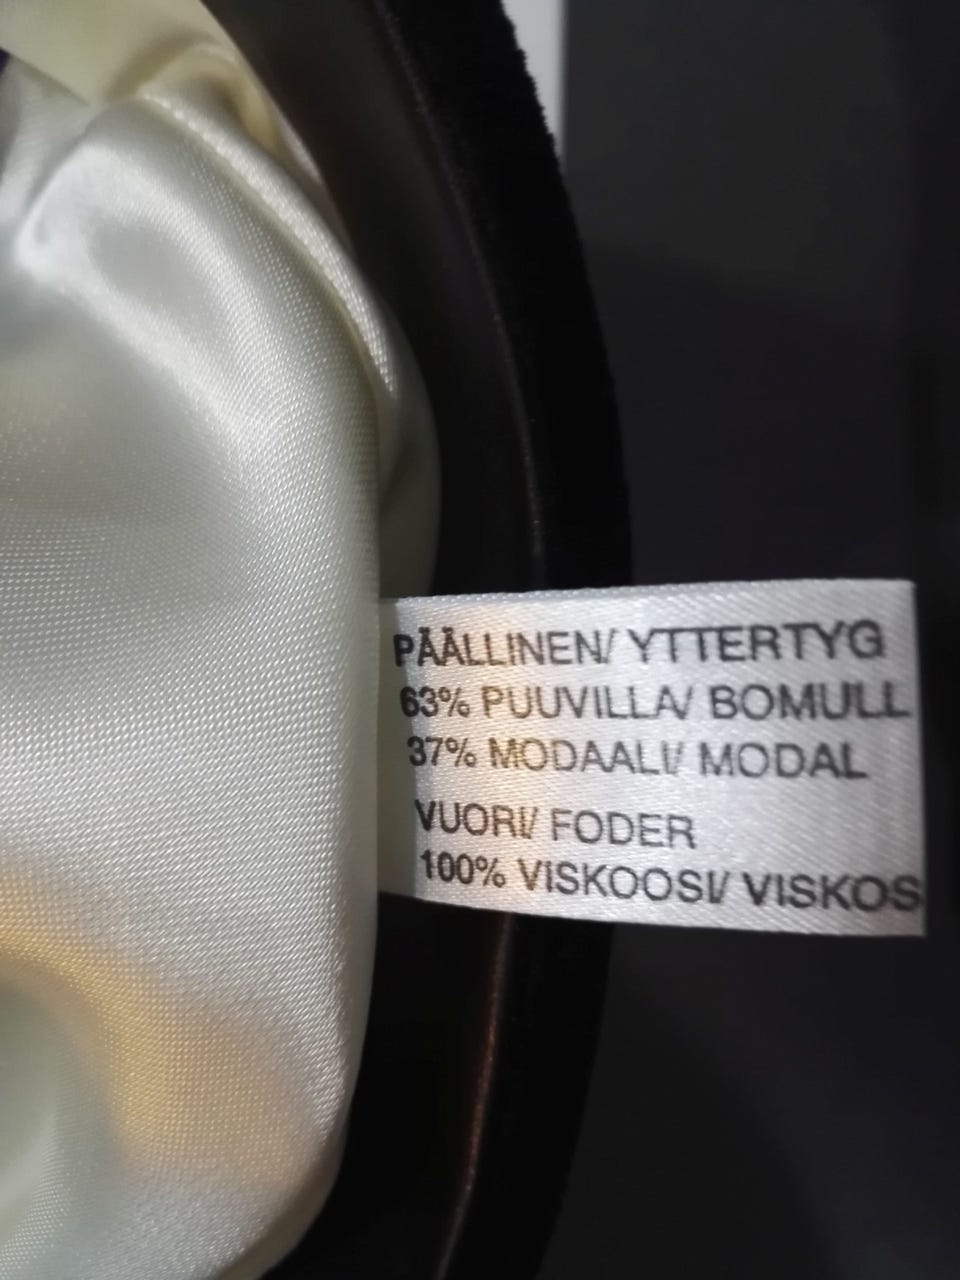 PÄÄLLINEN/ YTTERTYG
63% PUUVILLA/ BOMULL
37% MODAALI/ MODAL
VUORI/ FODER
100% VISKOOSI/ VISKOS